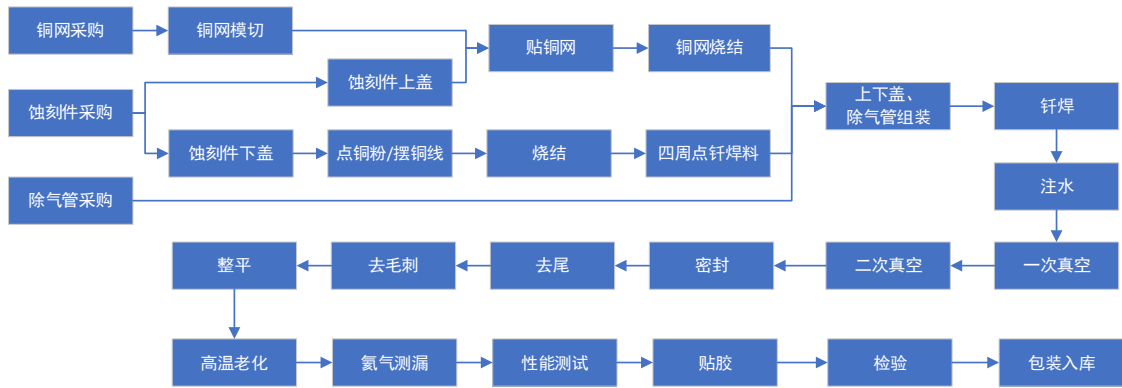 铜网采购
铜网模切
贴铜网
铜网烧结
蚀刻件上盖
蚀刻件采购
上下盖、
除气管组装
钎焊
蚀刻件下盖
点铜粉/摆铜线
烧结
四周点钎焊料
除气管采购
注水
整平
去毛刺
去尾
密封
二次真空
一次真空
高温老化
氦气测漏
性能测试
贴胶
检验
包装入库